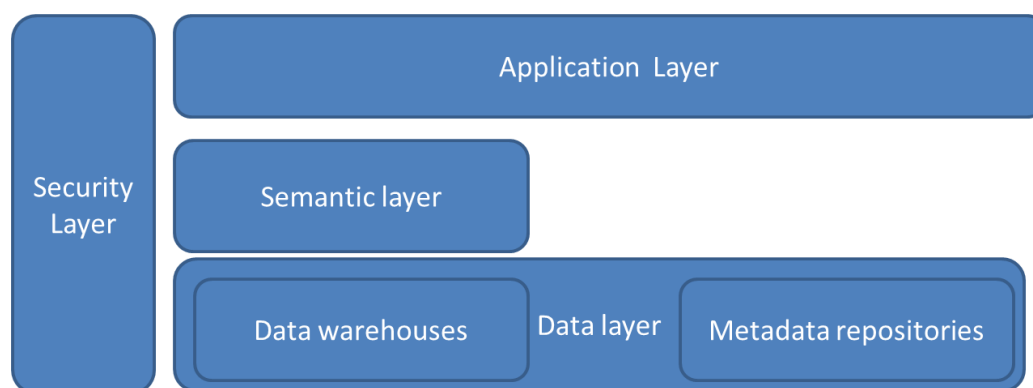 Application  Layer
Security
Layer
Semantic layer
Data warehouses
Data layer
Metadata repositories